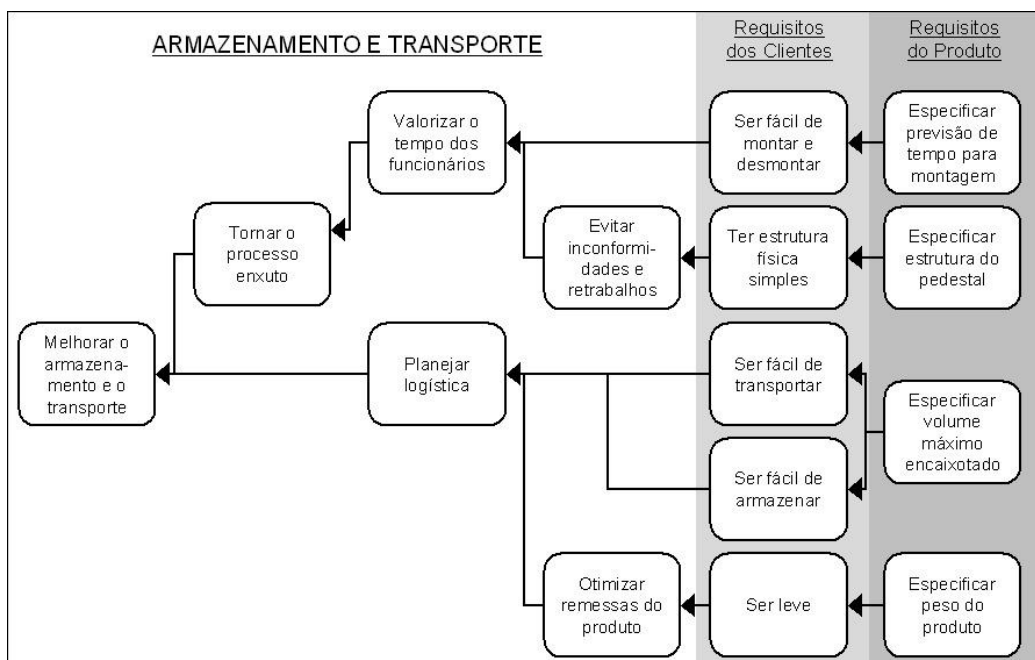 ARMAZENAMENTO E TRANSPORTE
Requisitos
dos Clientes
Requisitos
do Produto
Valorizar o
tempo dos
funcionários
Ser fácil de
montar e
desmontar
Especificar
previsão de
tempo para
montagem
Tornar o
processo
enxuto
Evitar
inconformi-
dades e
retrabalhos
Ter estrutura
física
simples
Especificar
estrutura do
pedestal
Melhorar o
armazena-
mento e o
transporte
Planejar
logística
Ser fácil de
transportar
Especificar
volume
máximo
encaixotado
Ser fácil de
armazenar
Otimizar
remessas do
produto
Ser leve
Especificar
peso do
produto